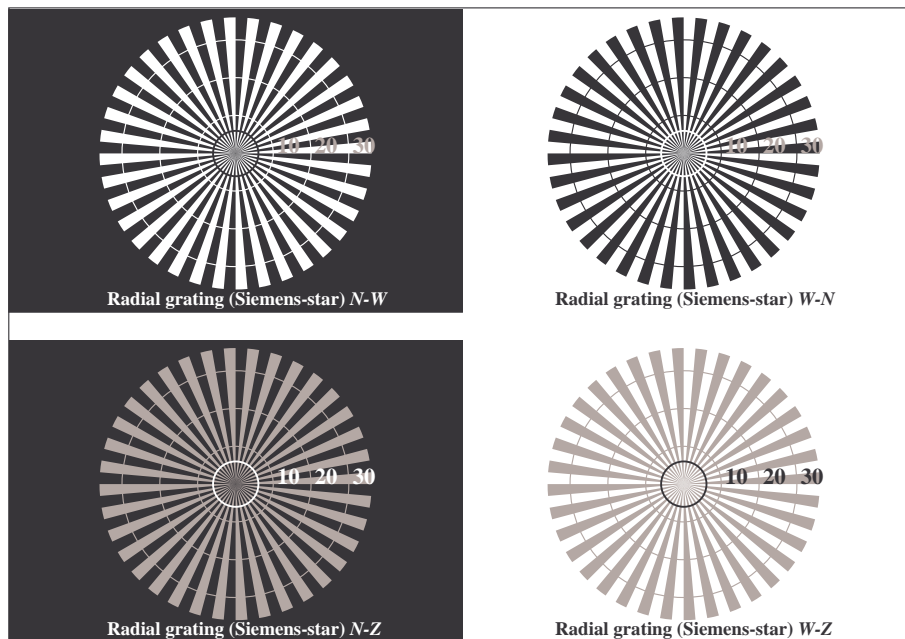 10 20 30
Radial grating (Siemens-star) N-W
10 20 30
Radial grating (Siemens-star) W-N
10 20 30
Radial grating (Siemens-star) N-Z
10 20 30
Radial grating (Siemens-star) W-Z